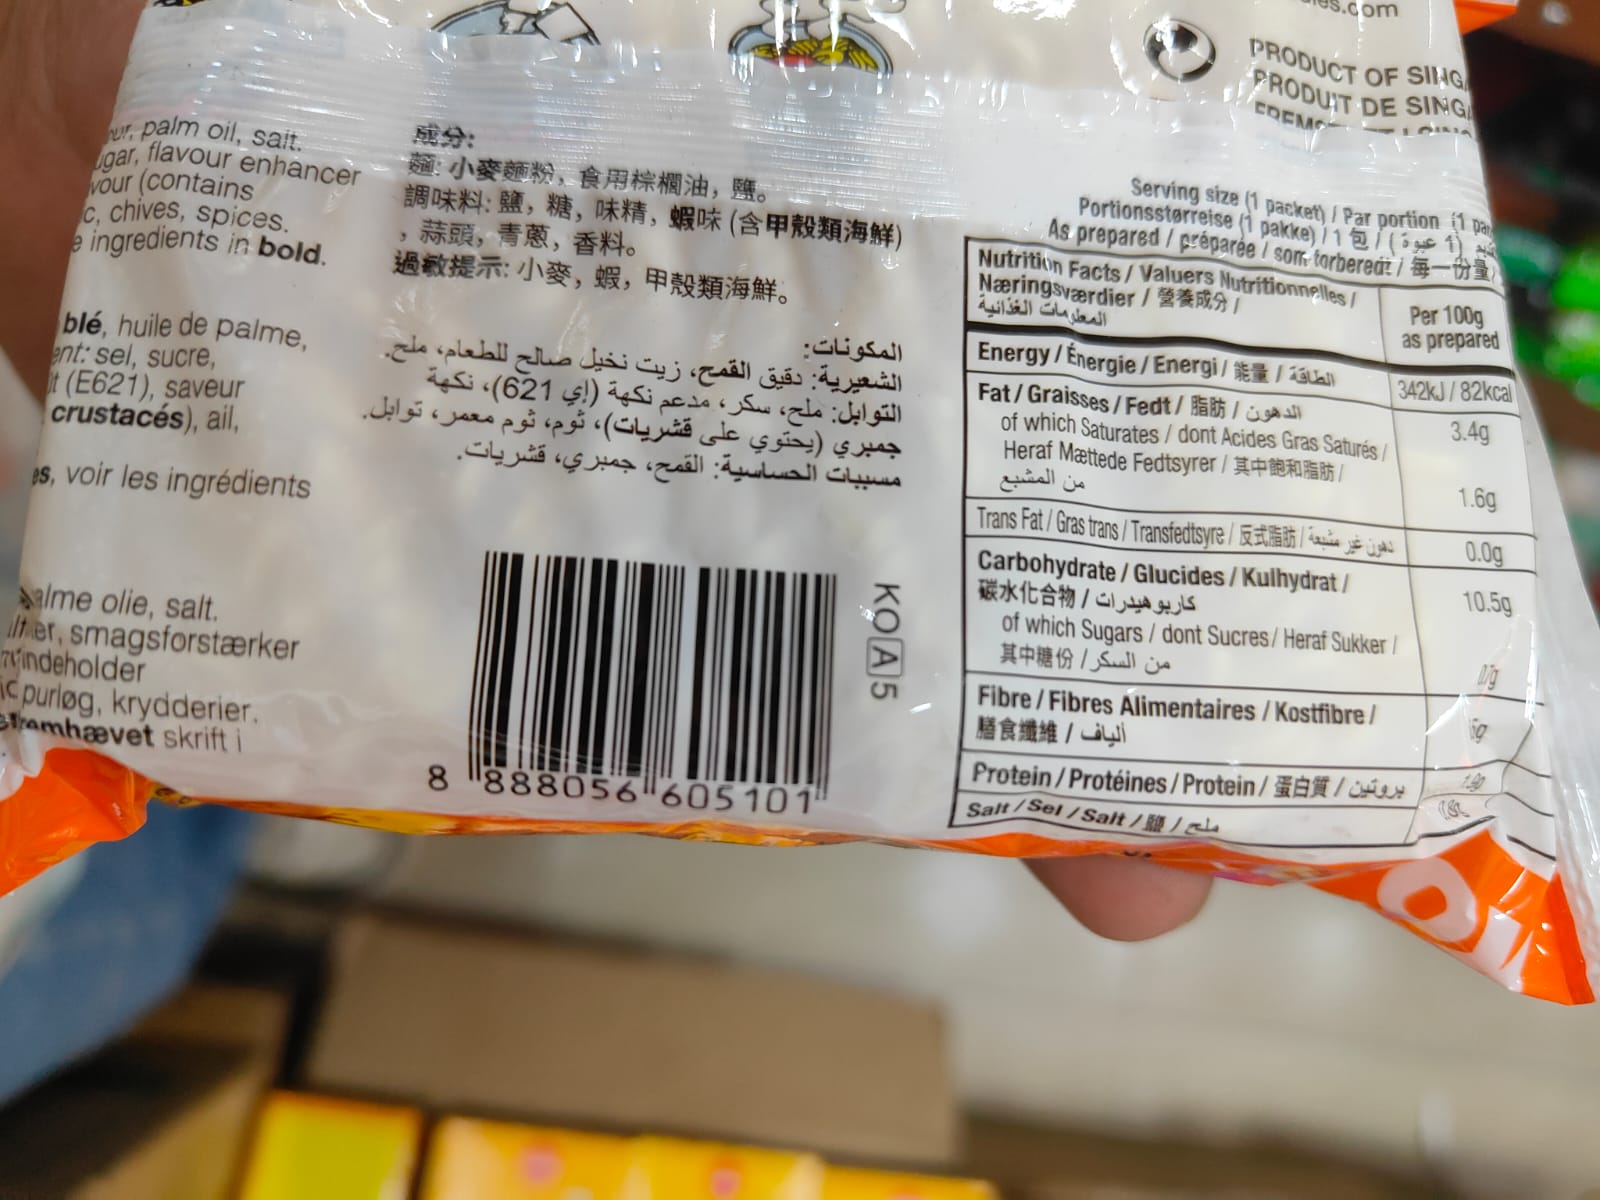 PRODUCT OF SING
PRODUIT DE SING
palm oil, salt.
flavour enhancer
(contains
chives, spices.
ingredients in bold.
blé, huile de palme,
sel, sucre,
(E621), saveur
crustacés), ail,
voir les ingrédients
olie, salt.
smagsforstærker
indeholder
purløg, krydderier.
skrift i
成分:
麵: 小麥麵粉, 食用棕櫚油, 鹽。
調味料: 鹽, 糖, 味精, 蝦味 (含甲殼類海鮮)
, 蒜頭, 青蔥, 香料。
過敏提示: 小麥, 蝦, 甲殼類海鮮。
المكونات:
الشعيرية: دقيق القمح، زيت نخيل صالح للطعام، ملح.
التوابل: ملح، سكر، مدعم نكهة (إي 621)، نكهة
جمبري (يحتوي على قشريات)، ثوم، ثوم معمر، توابل.
مسببات الحساسية: القمح، جمبري، قشريات.
8 888056 605101
KOA5
Serving size (1 packet) / Par portion (1
Portionsstørreise (1 pakke) / 1 包 / (1 عبوة)
As prepared / préparée / som torberedt / 每一份量
Nutrition Facts / Valuers Nutritionnelles /
Næringsværdier / 營養成分 /
المعلومات الغذائية
Per 100g
as prepared
Energy / Énergie / Energi / 能量 / الطاقة 342kJ / 82kcal
Fat / Graisses / Fedt / 脂肪 / الدهون 3.4g
of which Saturates / dont Acides Gras Saturés /
Heraf Mættede Fedtsyrer / 其中飽和脂肪 /
من المشبع 1.6g
Trans Fat / Gras trans / Transfedtsyre / 反式脂肪 / دهون غير مشبعة 0.0g
Carbohydrate / Glucides / Kulhydrat /
碳水化合物 / كاربوهيدرات 10.5g
of which Sugars / dont Sucres / Heraf Sukker /
其中糖份 / من السكر
Fibre / Fibres Alimentaires / Kostfibre /
膳食纖維 / ألياف
Protein / Protéines / Protein / 蛋白質 / بروتين
Salt / Sel / Salt / 鹽 / ملح